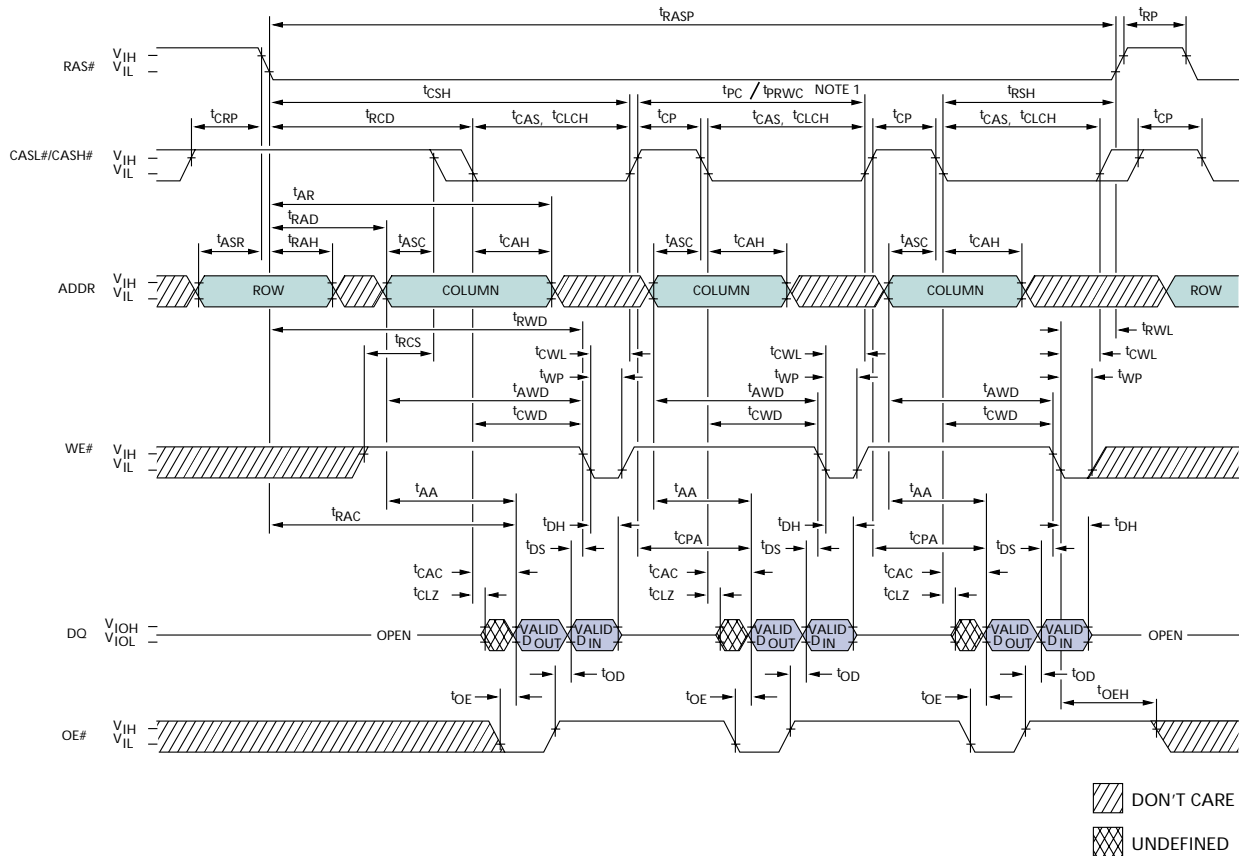 tRASP
tRP
RAS#
VIH
VIL
tCSH
tPC / tPRWC NOTE 1
tRSH
tCRP
tRCD
tCAS, tCLCH
tCP
tCAS, tCLCH
tCP
tCAS, tCLCH
tCP
CASL#/CASH#
VIH
VIL
tAR
tRAD
tASR
tRAH
tASC
tCAH
tASC
tCAH
tASC
tCAH
ADDR
VIH
VIL
ROW
COLUMN
COLUMN
COLUMN
ROW
tRWD
tRWL
tRCS
tCWL
tCWL
tCWL
tWP
tWP
tWP
tAWD
tAWD
tAWD
tCWD
tCWD
tCWD
WE#
VIH
VIL
tAA
tAA
tAA
tRAC
tDH
tDH
tDH
tCPA
tCPA
tDS
tDS
tDS
tCAC
tCAC
tCAC
tCLZ
tCLZ
tCLZ
DQ
VIOH
VIOL
OPEN
VALID DOUT
VALID DIN
VALID DOUT
VALID DIN
VALID DOUT
VALID DIN
OPEN
tOD
tOD
tOD
tOE
tOE
tOE
tOEH
OE#
VIH
VIL
DON'T CARE
UNDEFINED